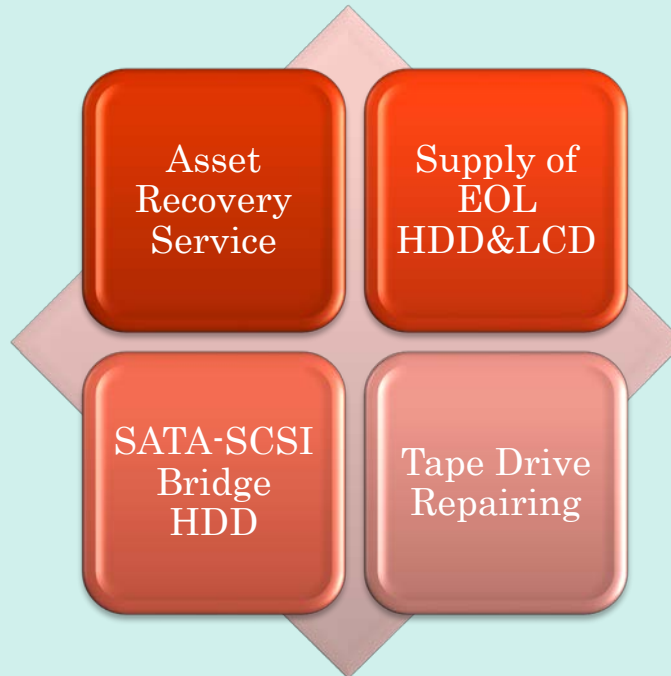 Asset
Recovery
Service
Supply of
EOL
HDD&LCD
SATA-SCSI
Bridge
HDD
Tape Drive
Repairing